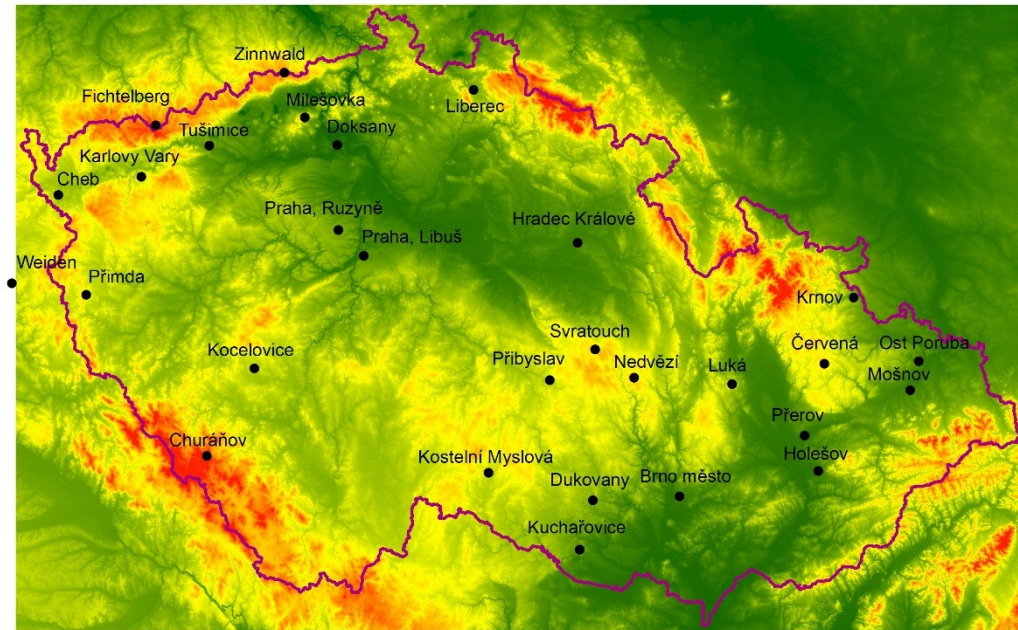 Zinnwald
Fichtelberg
Milešovka
Liberec
Tušimice
Doksany
Karlovy Vary
Cheb
Praha, Ruzyně
Hradec Králové
Praha, Libuš
Weiden
Přimda
Krnov
Svratouch
Červená
Ost Poruba
Kocelovice
Přibyslav
Nedvězí
Luká
Mošnov
Přerov
Churáňov
Kostelní Myslová
Holešov
Dukovany
Brno město
Kuchařovice